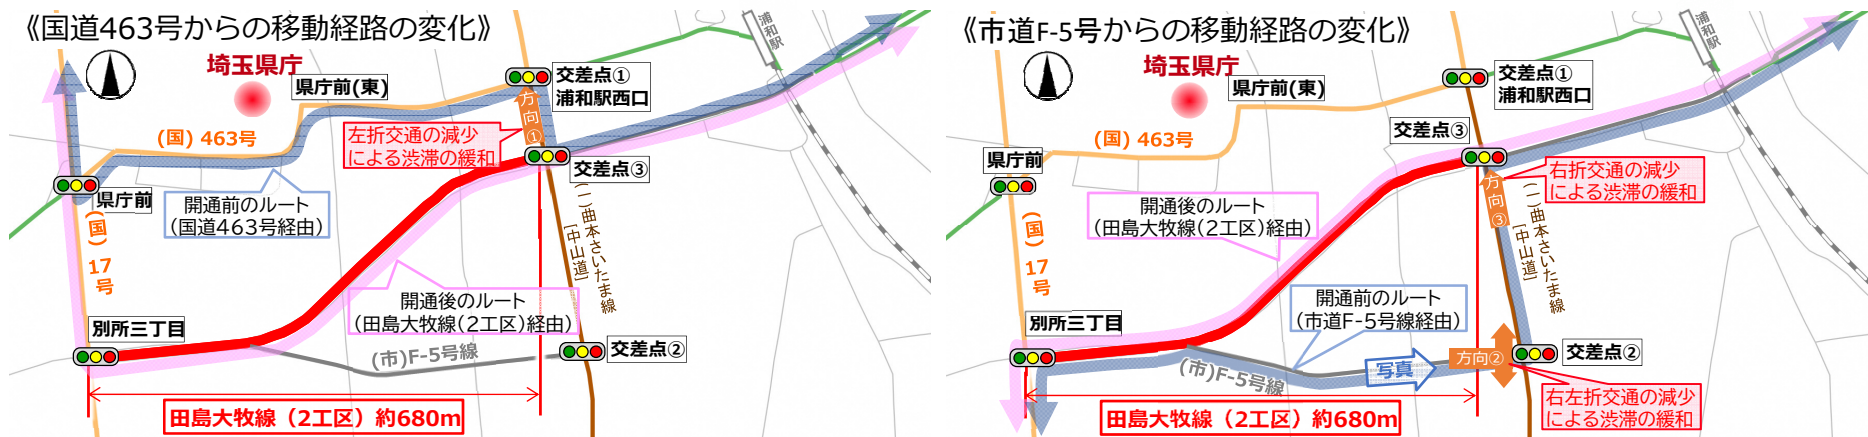 《国道463号からの移動経路の変化》
埼玉県庁
県庁前(東)
交差点①
浦和駅西口
浦和駅
(国) 463号
方向①
左折交通の減少
による渋滞の緩和
交差点③
県庁前
開通前のルート
(国道463号経由)
(国) 17号
(一)曲本さいたま線
[中山道]
開通後のルート
(田島大牧線(2工区)経由)
別所三丁目
(市)F-5号線
交差点②
田島大牧線（2工区）約680m
《市道F-5号からの移動経路の変化》
埼玉県庁
県庁前(東)
交差点①
浦和駅西口
浦和駅
(国) 463号
交差点③
県庁前
右折交通の減少
による渋滞の緩和
方向③
開通後のルート
(田島大牧線(2工区)経由)
(国) 17号
(一)曲本さいたま線
[中山道]
開通前のルート
(市道F-5号線経由)
別所三丁目
(市)F-5号線
写真
方向②
交差点②
右左折交通の減少
による渋滞の緩和
田島大牧線（2工区）約680m